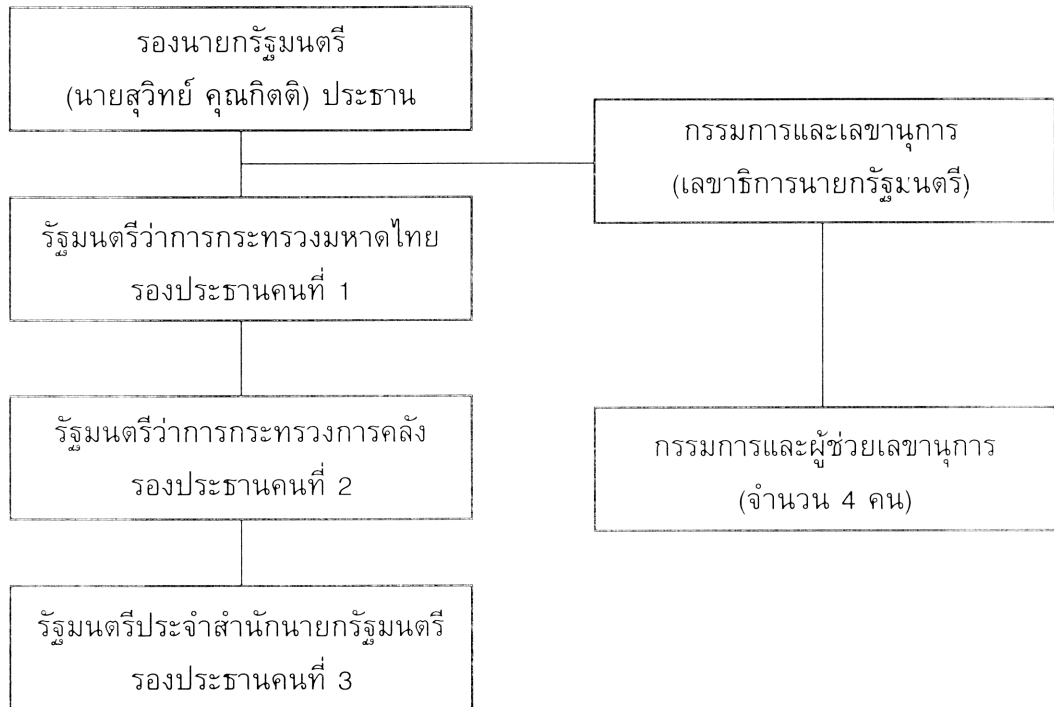 รองนายกรัฐมนตรี
(นายสุวิทย์ คุณกิตติ) ประธาน
กรรมการและเลขานุการ
(เลขาธิการนายกรัฐมนตรี)
รัฐมนตรีว่าการกระทรวงมหาดไทย
รองประธานคนที่ 1
รัฐมนตรีว่าการกระทรวงการคลัง
รองประธานคนที่ 2
กรรมการและผู้ช่วยเลขานุการ
(จำนวน 4 คน)
รัฐมนตรีประจำสำนักนายกรัฐมนตรี
รองประธานคนที่ 3